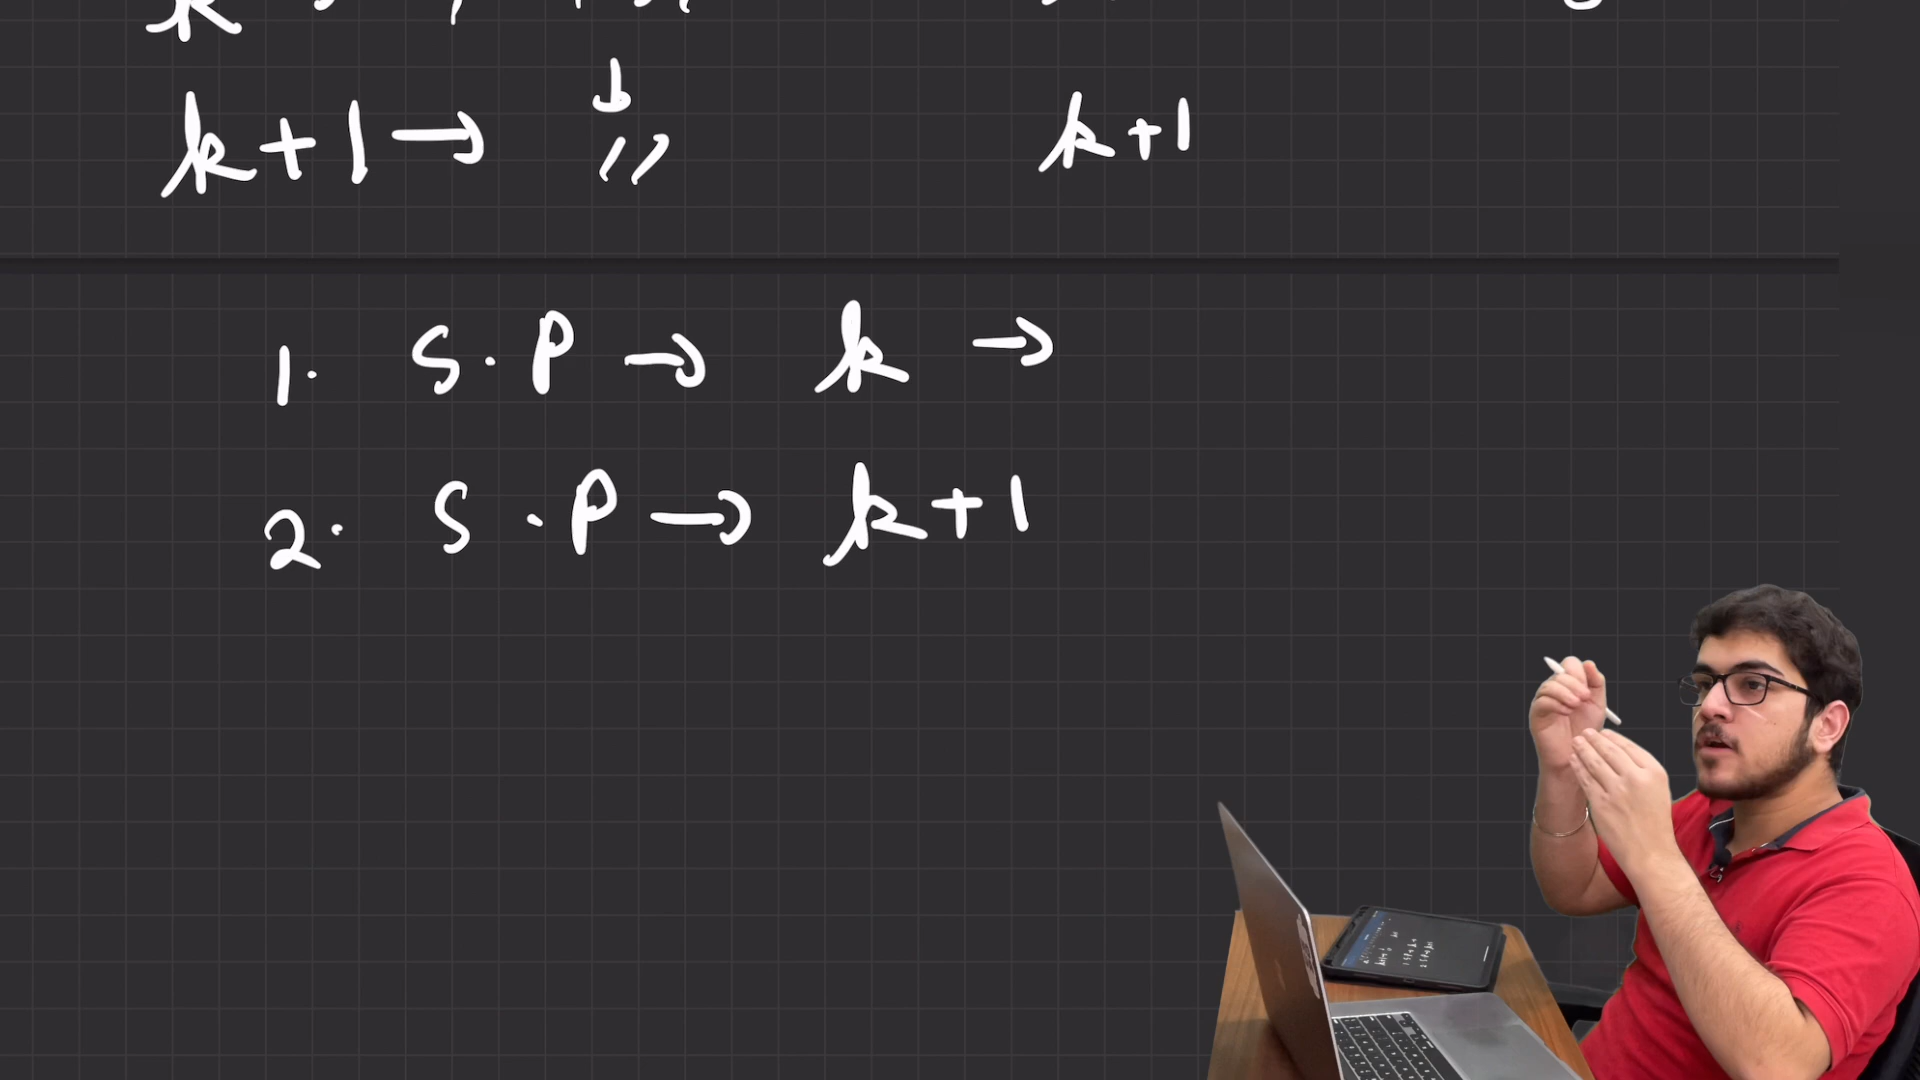 k+1 → ↓ 〃 k+1
1. S.P → k →
2. S.P → k+1